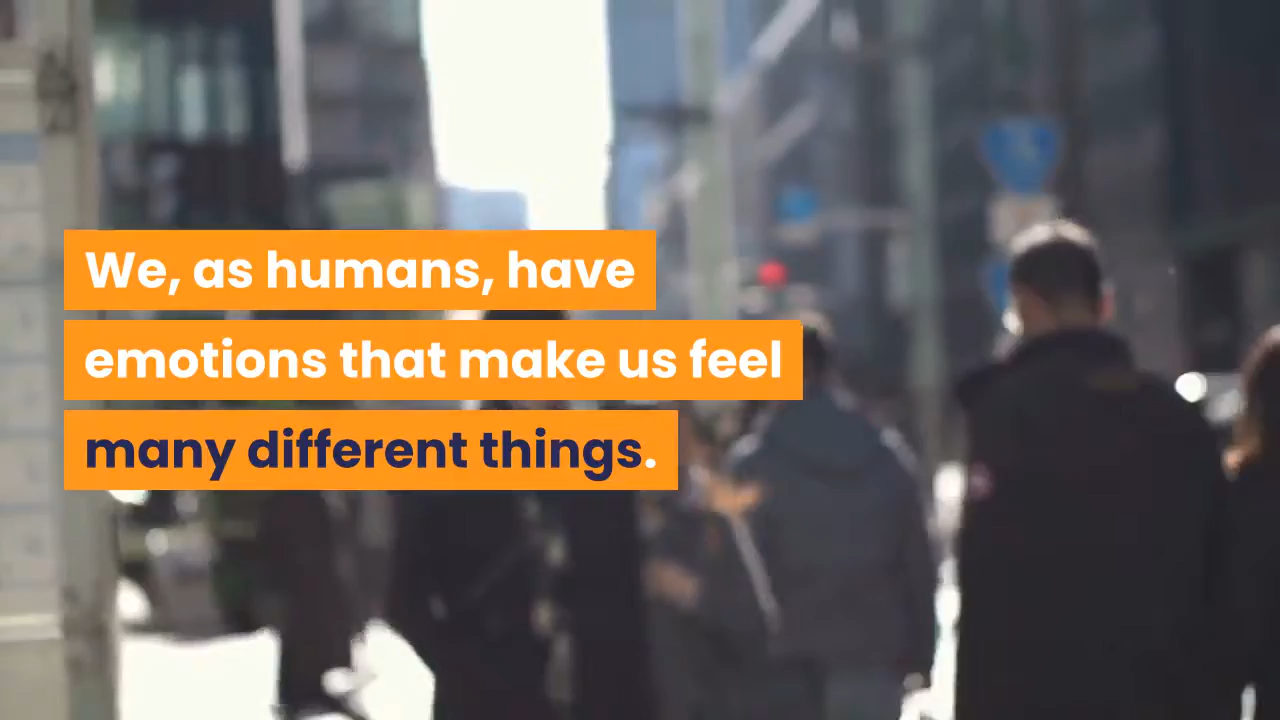 We, as humans, have
emotions that make us feel
many different things.